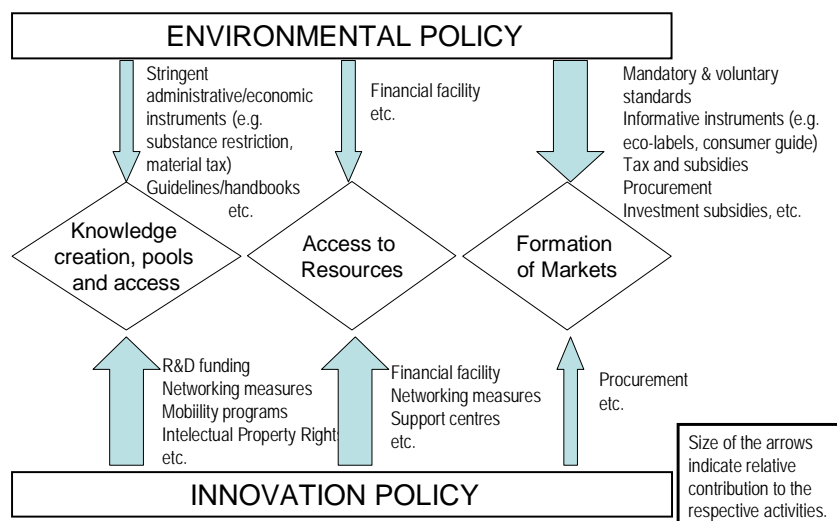 ENVIRONMENTAL POLICY
Stringent
administrative/economic
instruments (e.g.
substance restriction,
material tax)
Guidelines/handbooks
etc.
Financial facility
etc.
Mandatory & voluntary
standards
Informative instruments (e.g.
eco-labels, consumer guide)
Tax and subsidies
Procurement
Investment subsidies, etc.
Knowledge
creation, pools
and access
Access to
Resources
Formation
of Markets
R&D funding
Networking measures
Mobility programs
Intelectual Property Rights
etc.
Financial facility
Networking measures
Support centres
etc.
Procurement
etc.
Size of the arrows
indicate relative
contribution to the
respective activities.
INNOVATION POLICY